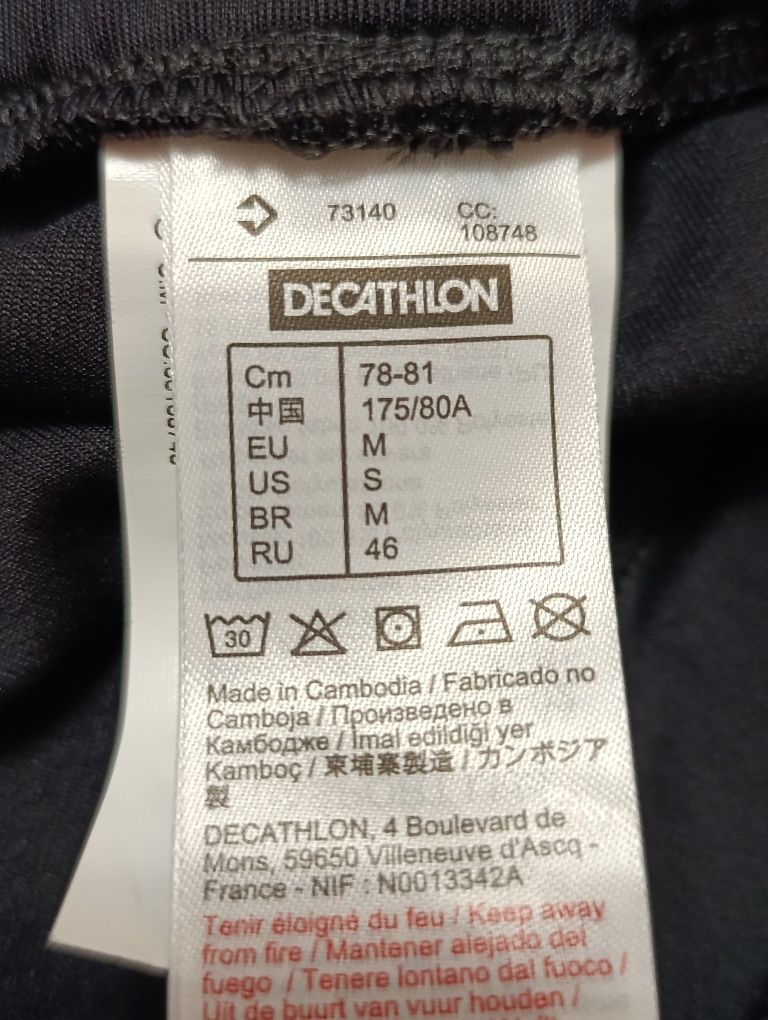 73140 CC:
108748
DECATHLON
Cm 78-81
中国 175/80A
EU M
US S
BR M
RU 46
30
Made in Cambodia / Fabricado no
Camboja / Произведено в
Камбодже / İmal edildiği yer
Kamboç / 柬埔寨製造 / カンボジア
製
DECATHLON, 4 Boulevard de
Mons, 59650 Villeneuve d'Ascq -
France - NIF : N0013342A
Tenir éloigné du feu / Keep away
from fire / Mantener alejado del
fuego / Tenere lontano dal fuoco /
Uit de buurt van vuur houden /